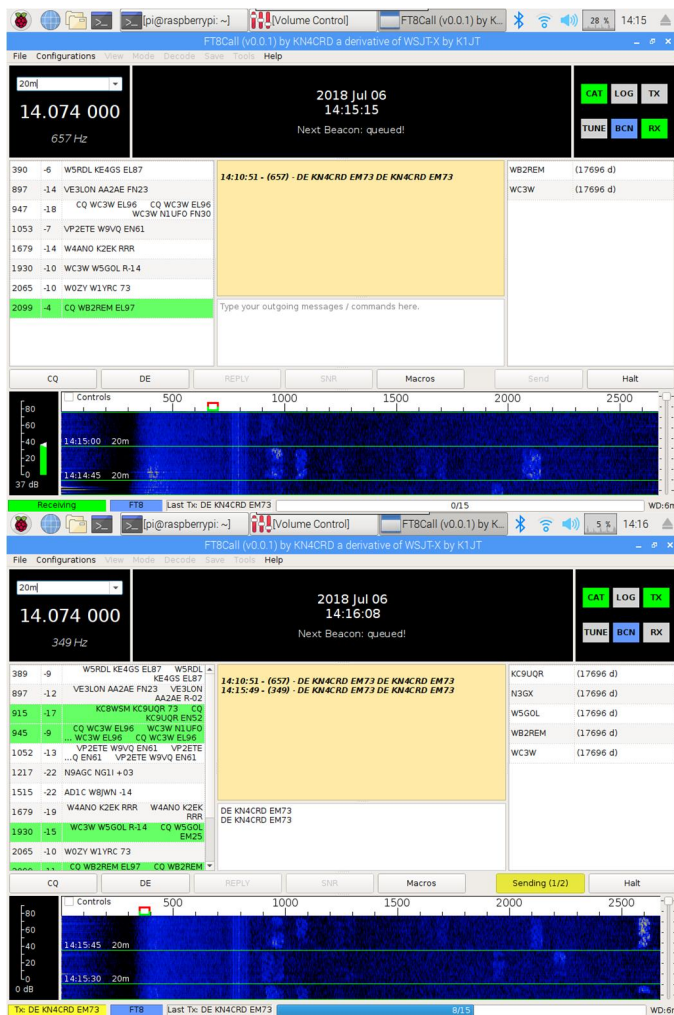 [pi@raspberrypi: ~] [Volume Control] FT8Call (v0.0.1) by K... 28 % 14:15
FT8Call (v0.0.1) by KN4CRD a derivative of WSJT-X by K1JT
File Configurations View Mode Decode Save Tools Help
20m
14.074 000
657 Hz
2018 Jul 06
14:15:15
Next Beacon: queued!
CAT LOG TX
TUNE BCN RX
390 -6 W5RDL KE4GS EL87
897 -14 VE3LON AA2AE FN23
947 -18 CQ WC3W EL96 CQ WC3W EL96
WC3W N1UFO FN30
1053 -7 VP2ETE W9VQ EN61
1679 -14 W4ANO K2EK RRR
1930 -10 WC3W W5GOL R-14
2065 -10 W0ZY W1YRC 73
2099 -4 CQ WB2REM EL97
14:10:51 - (657) - DE KN4CRD EM73 DE KN4CRD EM73
Type your outgoing messages / commands here.
WB2REM (17696 d)
WC3W (17696 d)
CQ DE REPLY SNR Macros Send Halt
Controls 500 1000 1500 2000 2500
80
60
40
20
0
37 dB
14:15:00 20m
14:14:45 20m
Receiving FT8 Last Tx: DE KN4CRD EM73 0/15 WD:6m
[pi@raspberrypi: ~] [Volume Control] FT8Call (v0.0.1) by K... 5 % 14:16
FT8Call (v0.0.1) by KN4CRD a derivative of WSJT-X by K1JT
File Configurations View Mode Decode Save Tools Help
20m
14.074 000
349 Hz
2018 Jul 06
14:16:08
Next Beacon: queued!
CAT LOG TX
TUNE BCN RX
389 -9 W5RDL KE4GS EL87 W5RDL
KE4GS EL87
897 -12 VE3LON AA2AE FN23 VE3LON
AA2AE R-02
915 -17 KC8WSM KC9UQR 73 CQ
KC9UQR EN52
945 -9 CQ WC3W EL96 WC3W N1UFO
... WC3W EL96 CQ WC3W EL96
1052 -13 VP2ETE W9VQ EN61 VP2ETE
...Q EN61 VP2ETE W9VQ EN61
1217 -22 N9AGC NG1I +03
1515 -22 AD1C W8JWN -14
1679 -19 W4ANO K2EK RRR W4ANO K2EK
RRR
1930 -15 WC3W W5GOL R-14 CQ W5GOL
EM25
2065 -10 W0ZY W1YRC 73
CQ WB2REM EL97 CQ WB2REM
14:10:51 - (657) - DE KN4CRD EM73 DE KN4CRD EM73
14:15:49 - (349) - DE KN4CRD EM73 DE KN4CRD EM73
DE KN4CRD EM73
DE KN4CRD EM73
KC9UQR (17696 d)
N3GX (17696 d)
W5GOL (17696 d)
WB2REM (17696 d)
WC3W (17696 d)
CQ DE REPLY SNR Macros Sending (1/2) Halt
Controls 500 1000 1500 2000 2500
80
60
40
20
0
0 dB
14:15:45 20m
14:15:30 20m
Tx: DE KN4CRD EM73 FT8 Last Tx: DE KN4CRD EM73 8/15 WD:6m